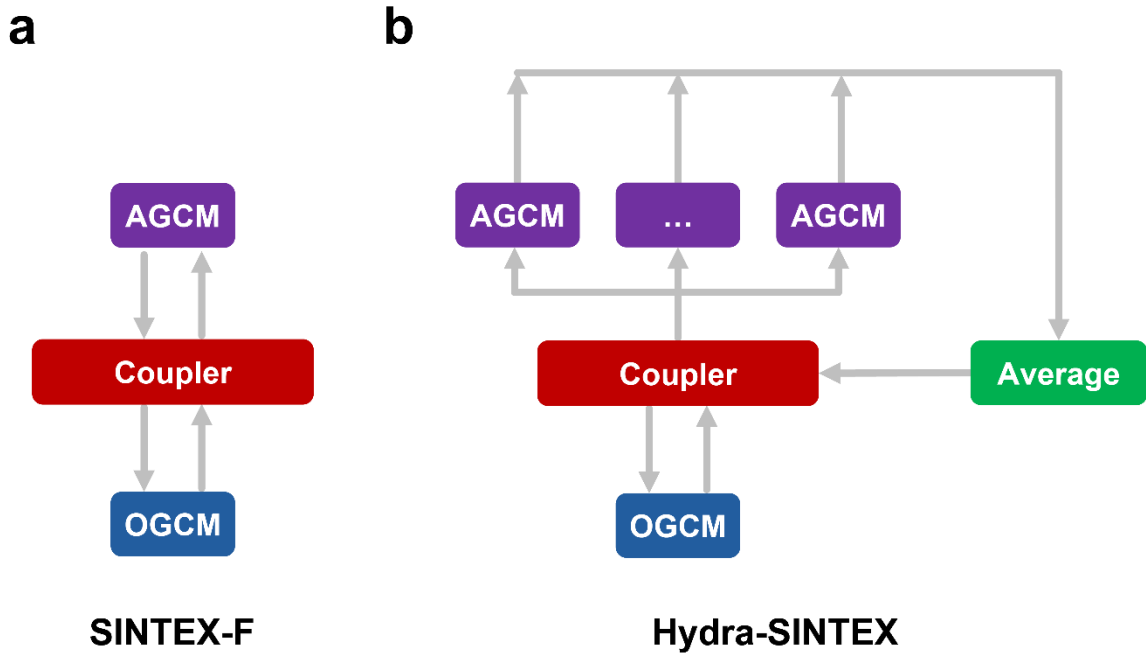 a
AGCM
Coupler
OGCM
SINTEX-F
b
AGCM
...
AGCM
Coupler
Average
OGCM
Hydra-SINTEX